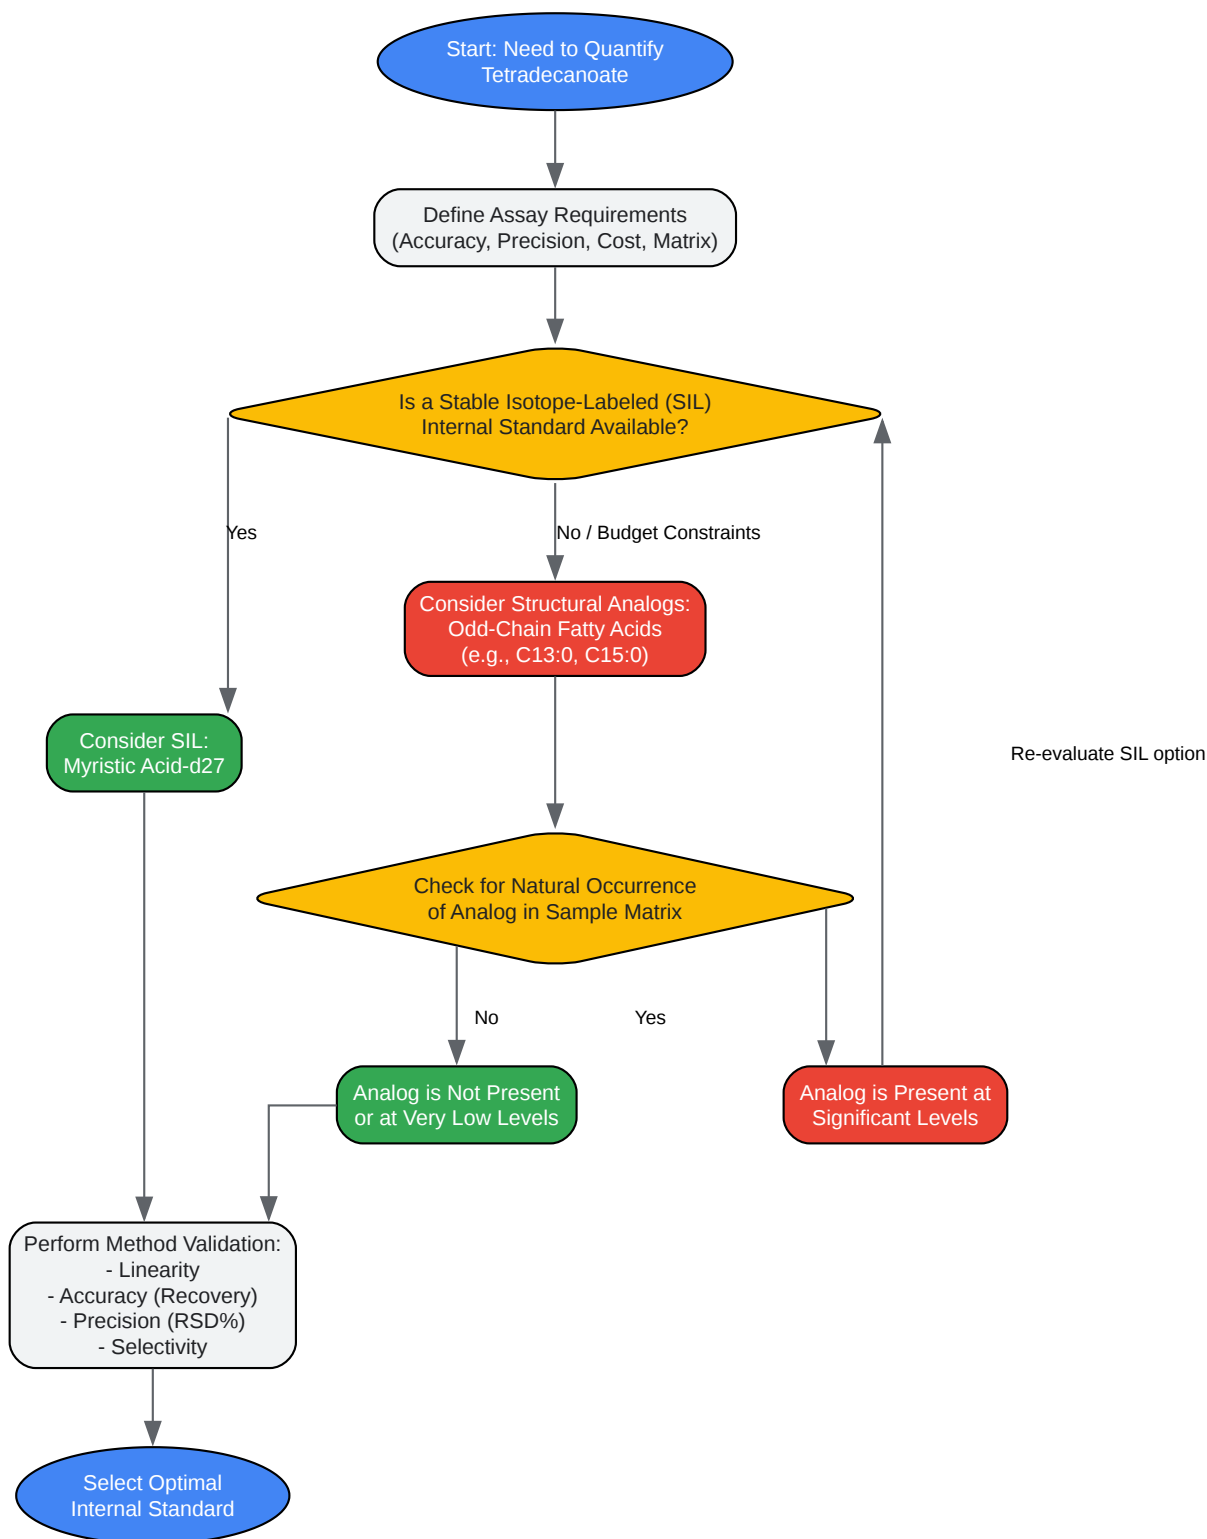 Start: Need to Quantify
Tetradecanoate
Define Assay Requirements
(Accuracy, Precision, Cost, Matrix)
Is a Stable Isotope-Labeled (SIL)
Internal Standard Available?
Yes
No / Budget Constraints
Consider Structural Analogs:
Odd-Chain Fatty Acids
(e.g., C13:0, C15:0)
Consider SIL:
Myristic Acid-d27
Re-evaluate SIL option
Check for Natural Occurrence
of Analog in Sample Matrix
No
Yes
Analog is Not Present
or at Very Low Levels
Analog is Present at
Significant Levels
Perform Method Validation:
- Linearity
- Accuracy (Recovery)
- Precision (RSD%)
- Selectivity
Select Optimal
Internal Standard